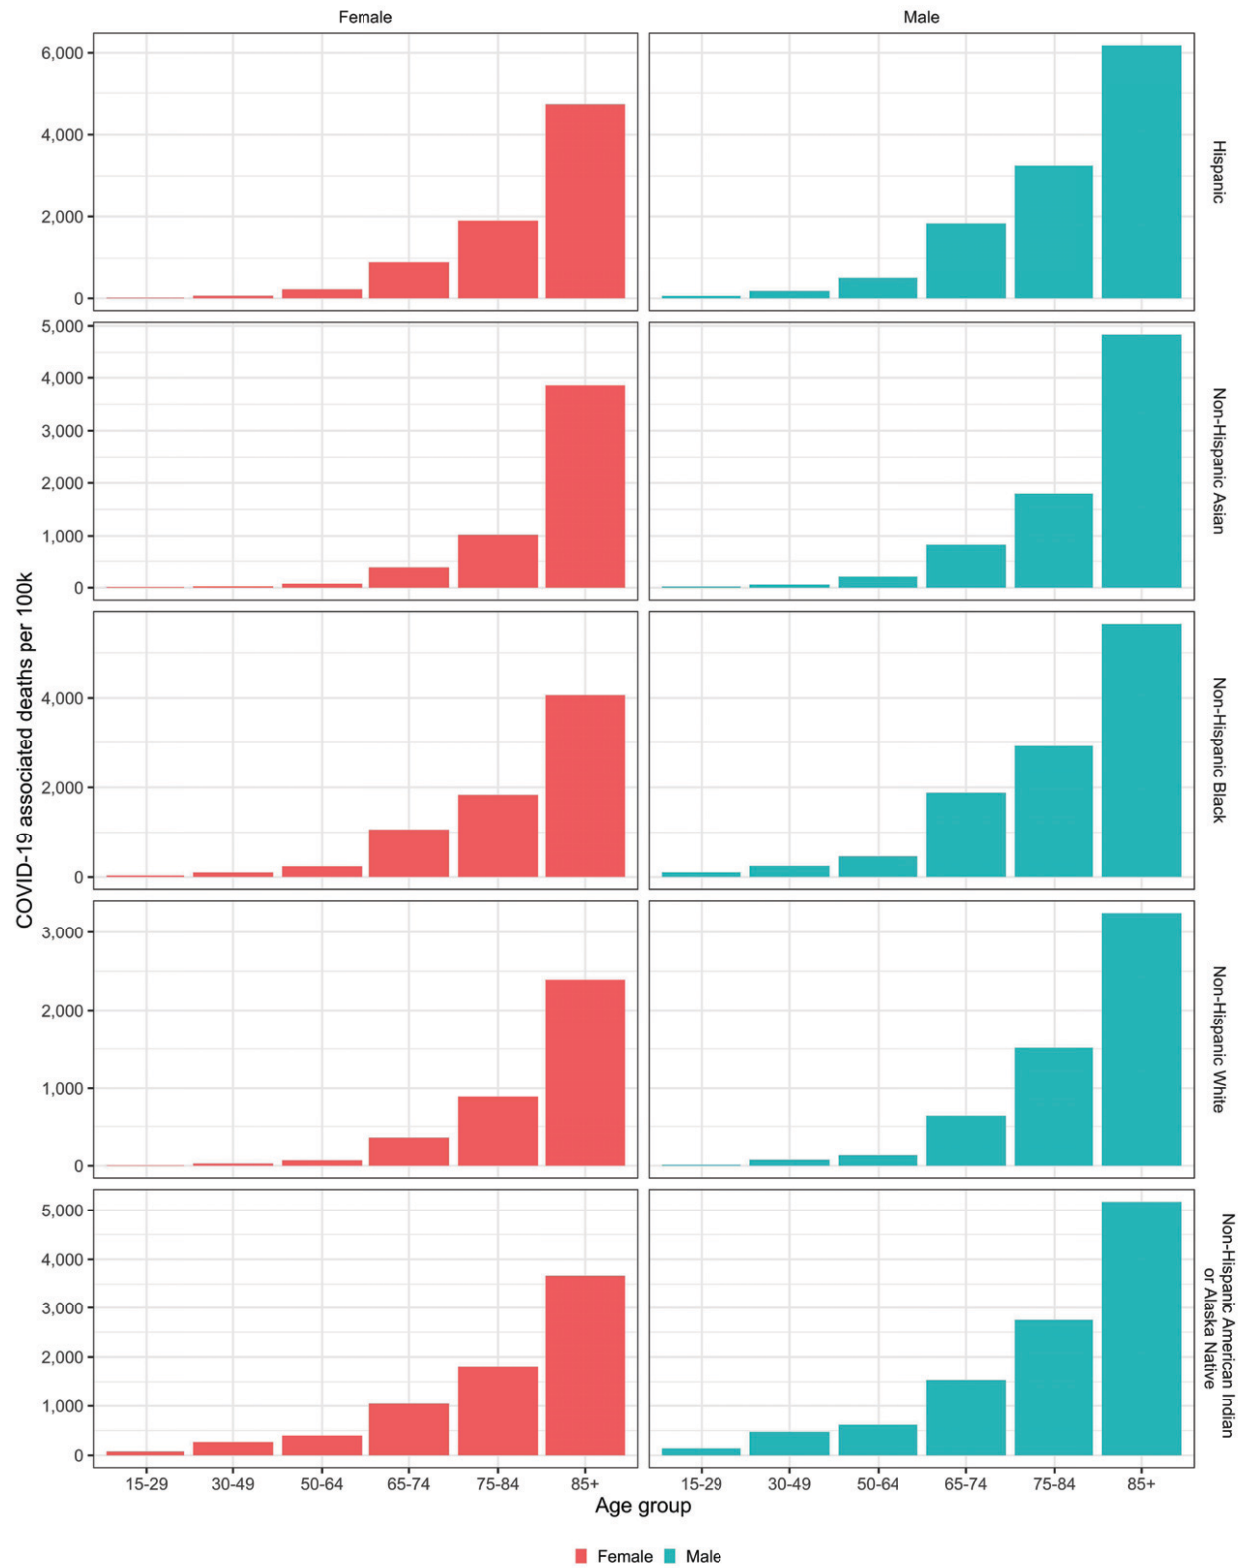 Female
Male
6,000
4,000
2,000
0
Hispanic
5,000
4,000
3,000
2,000
1,000
0
Non-Hispanic Asian
4,000
2,000
0
Non-Hispanic Black
3,000
2,000
1,000
0
Non-Hispanic White
5,000
4,000
3,000
2,000
1,000
0
Non-Hispanic American Indian
or Alaska Native
COVID-19 associated deaths per 100k
15-29 30-49 50-64 65-74 75-84 85+
15-29 30-49 50-64 65-74 75-84 85+
Age group
Female Male